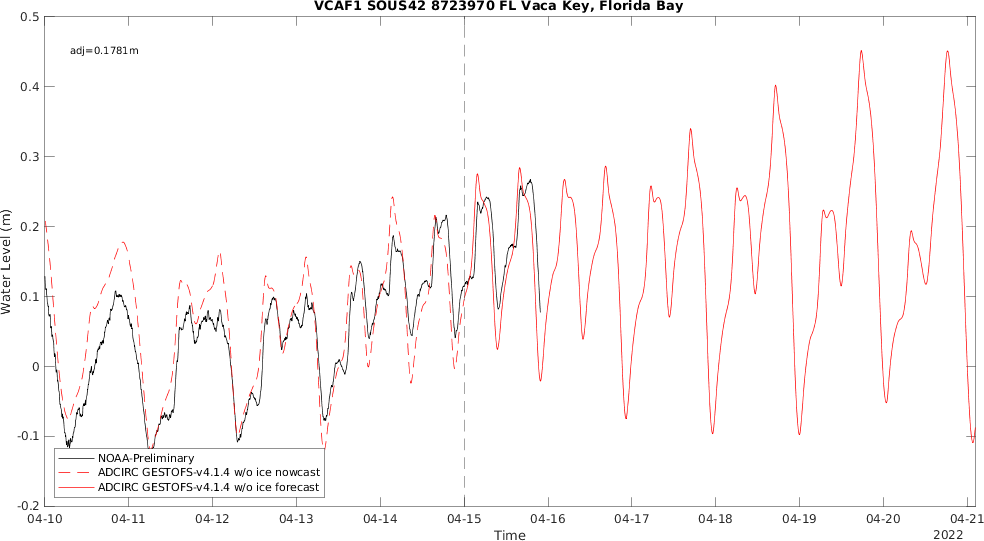 VCAF1 SOUS42 8723970 FL Vaca Key, Florida Bay
adj=0.1781m
0.5
0.4
0.3
0.2
0.1
0
-0.1
-0.2
Water Level (m)
NOAA-Preliminary
ADCIRC GESTOFS-v4.1.4 w/o ice nowcast
ADCIRC GESTOFS-v4.1.4 w/o ice forecast
04-10 04-11 04-12 04-13 04-14 04-15 04-16 04-17 04-18 04-19 04-20 04-21
Time
2022